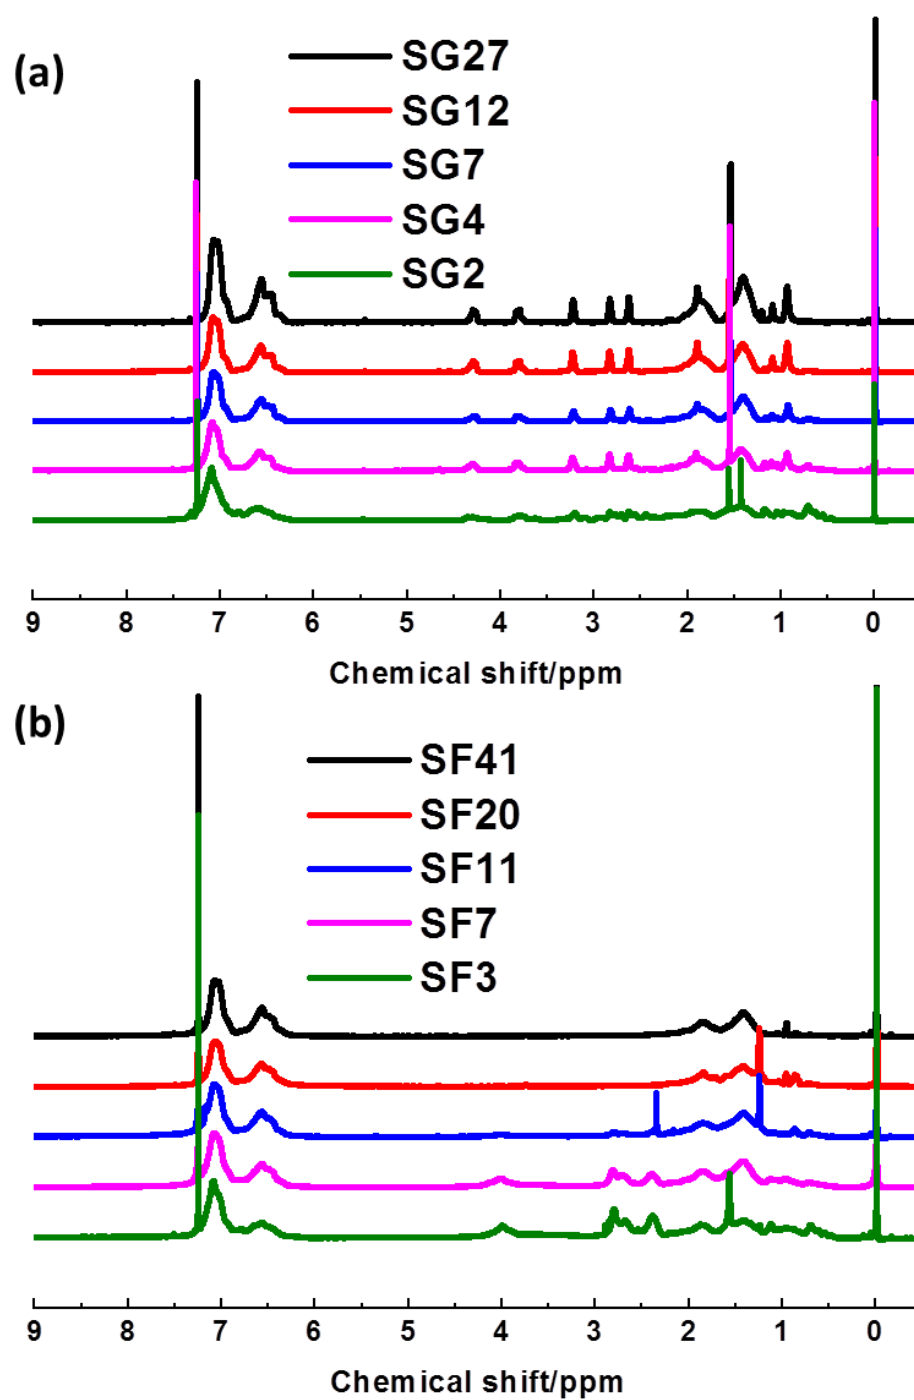 (a)
SG27
SG12
SG7
SG4
SG2
9 8 7 6 5 4 3 2 1 0
Chemical shift/ppm
(b)
SF41
SF20
SF11
SF7
SF3
9 8 7 6 5 4 3 2 1 0
Chemical shift/ppm